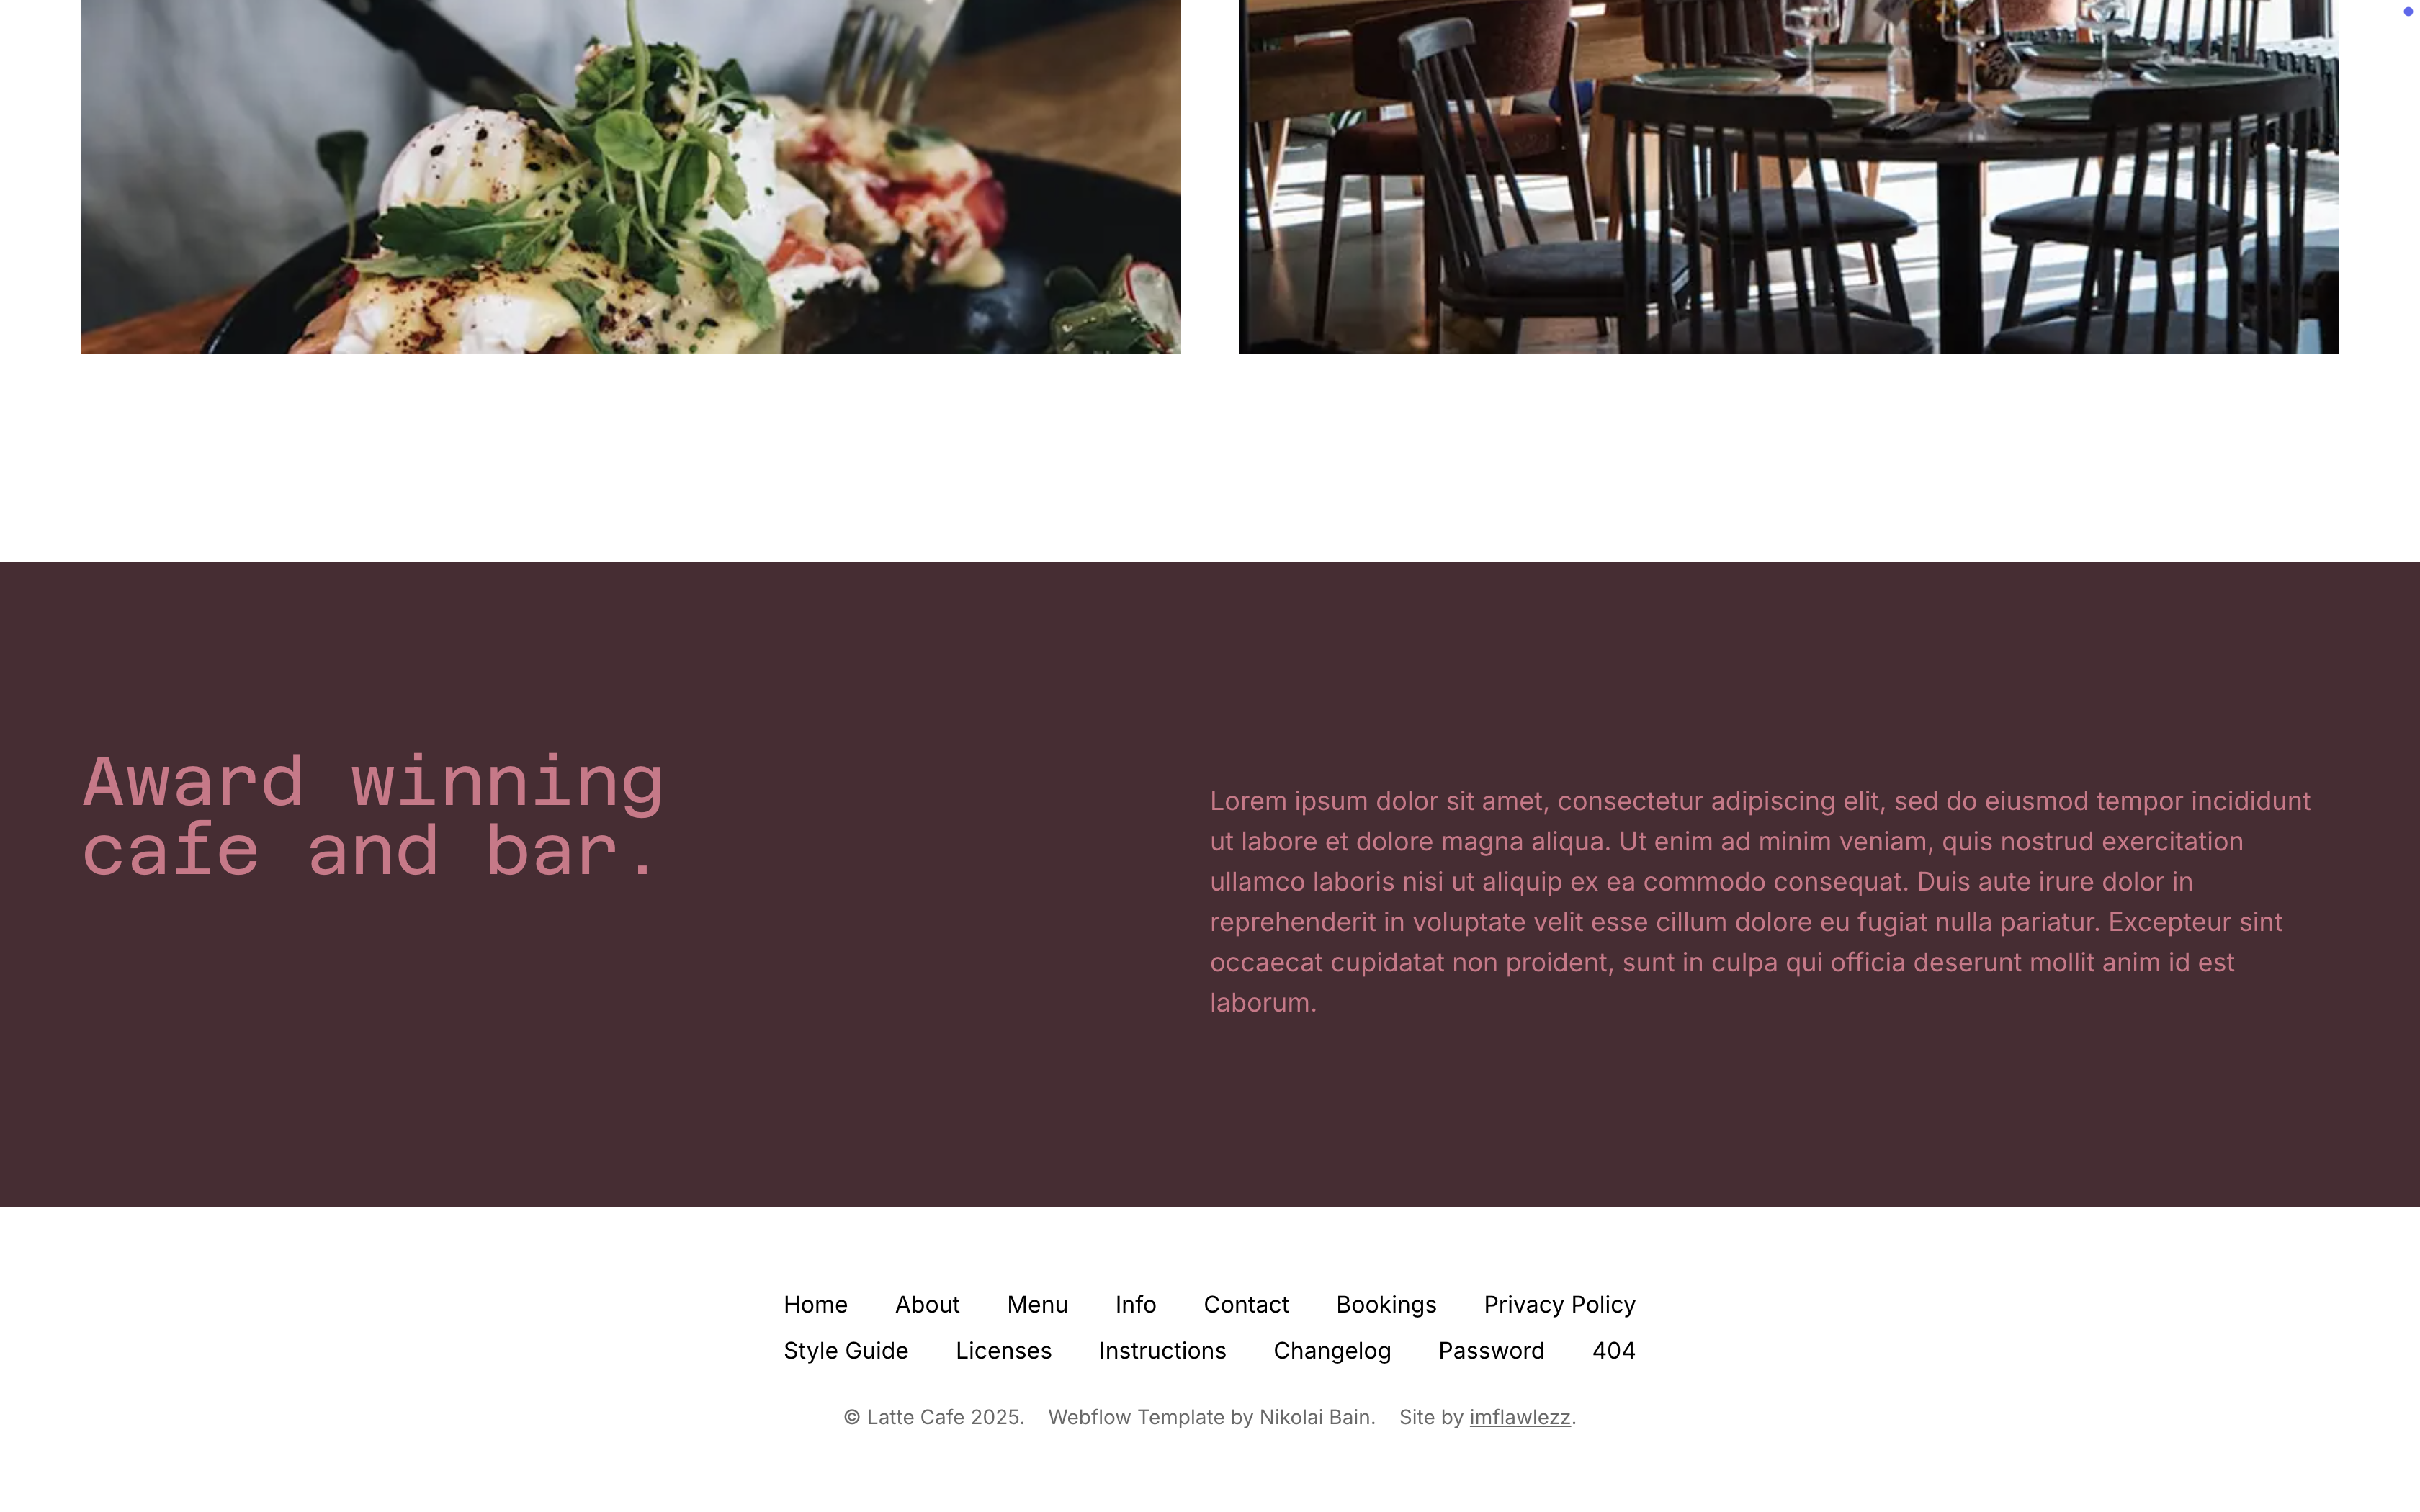 Award winning
cafe and bar.
Lorem ipsum dolor sit amet, consectetur adipiscing elit, sed do eiusmod tempor incididunt
ut labore et dolore magna aliqua. Ut enim ad minim veniam, quis nostrud exercitation
ullamco laboris nisi ut aliquip ex ea commodo consequat. Duis aute irure dolor in
reprehenderit in voluptate velit esse cillum dolore eu fugiat nulla pariatur. Excepteur sint
occaecat cupidatat non proident, sunt in culpa qui officia deserunt mollit anim id est
laborum.
Home About Menu Info Contact Bookings Privacy Policy
Style Guide Licenses Instructions Changelog Password 404
© Latte Cafe 2025. Webflow Template by Nikolai Bain. Site by imflawlezz.